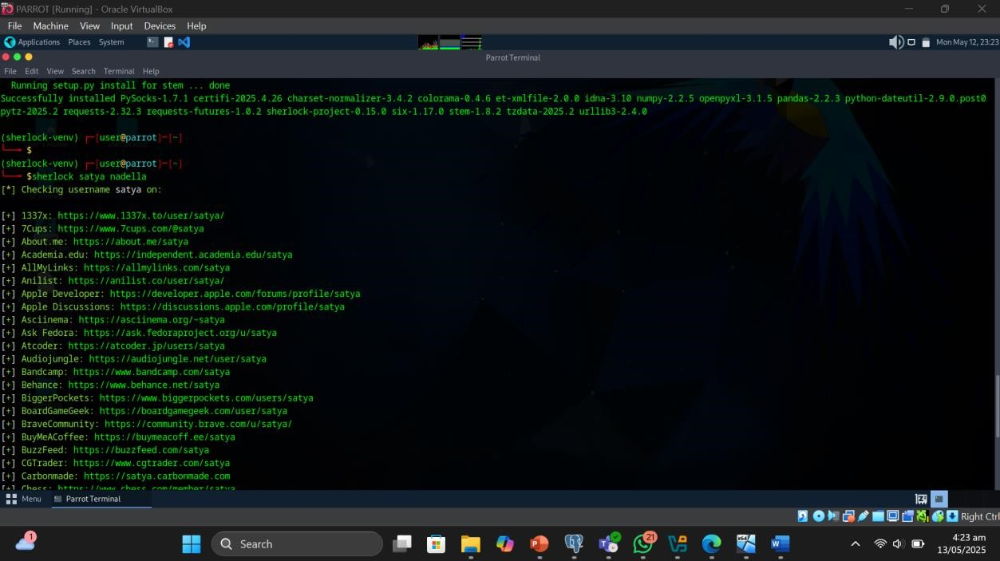 PARROT [Running] - Oracle VirtualBox
File Machine View Input Devices Help
Applications Places System
Mon May 12, 23:23
Parrot Terminal
File Edit View Search Terminal Help
Running setup.py install for stem ... done
Successfully installed PySocks-1.7.1 certifi-2025.4.26 charset-normalizer-3.4.2 colorama-0.4.6 et-xmlfile-2.0.0 idna-3.10 numpy-2.2.5 openpyxl-3.1.5 pandas-2.2.3 python-dateutil-2.9.0.post0
pytz-2025.2 requests-2.32.3 requests-futures-1.0.2 sherlock-project-0.15.0 six-1.17.0 stem-1.8.2 tzdata-2025.2 urllib3-2.4.0
(sherlock-venv) ┌─[user@parrot]─[~]
└──╼ $
(sherlock-venv) ┌─[user@parrot]─[~]
└──╼ $sherlock satya nadella
[*] Checking username satya on:
[+] 1337x: https://www.1337x.to/user/satya/
[+] 7Cups: https://www.7cups.com/@satya
[+] About.me: https://about.me/satya
[+] Academia.edu: https://independent.academia.edu/satya
[+] AllMyLinks: https://allmylinks.com/satya
[+] Anilist: https://anilist.co/user/satya/
[+] Apple Developer: https://developer.apple.com/forums/profile/satya
[+] Apple Discussions: https://discussions.apple.com/profile/satya
[+] Asciinema: https://asciinema.org/~satya
[+] Ask Fedora: https://ask.fedoraproject.org/u/satya
[+] Atcoder: https://atcoder.jp/users/satya
[+] Audiojungle: https://audiojungle.net/user/satya
[+] Bandcamp: https://www.bandcamp.com/satya
[+] Behance: https://www.behance.net/satya
[+] BiggerPockets: https://www.biggerpockets.com/users/satya
[+] BoardGameGeek: https://boardgamegeek.com/user/satya
[+] BraveCommunity: https://community.brave.com/u/satya/
[+] BuyMeACoffee: https://buymeacoff.ee/satya
[+] BuzzFeed: https://buzzfeed.com/satya
[+] CGTrader: https://www.cgtrader.com/satya
[+] Carbonmade: https://satya.carbonmade.com
[+] Chess: https://www.chess.com/member/satya
Menu Parrot Terminal
Right Ctrl
1
Search
21
4:23 am
13/05/2025